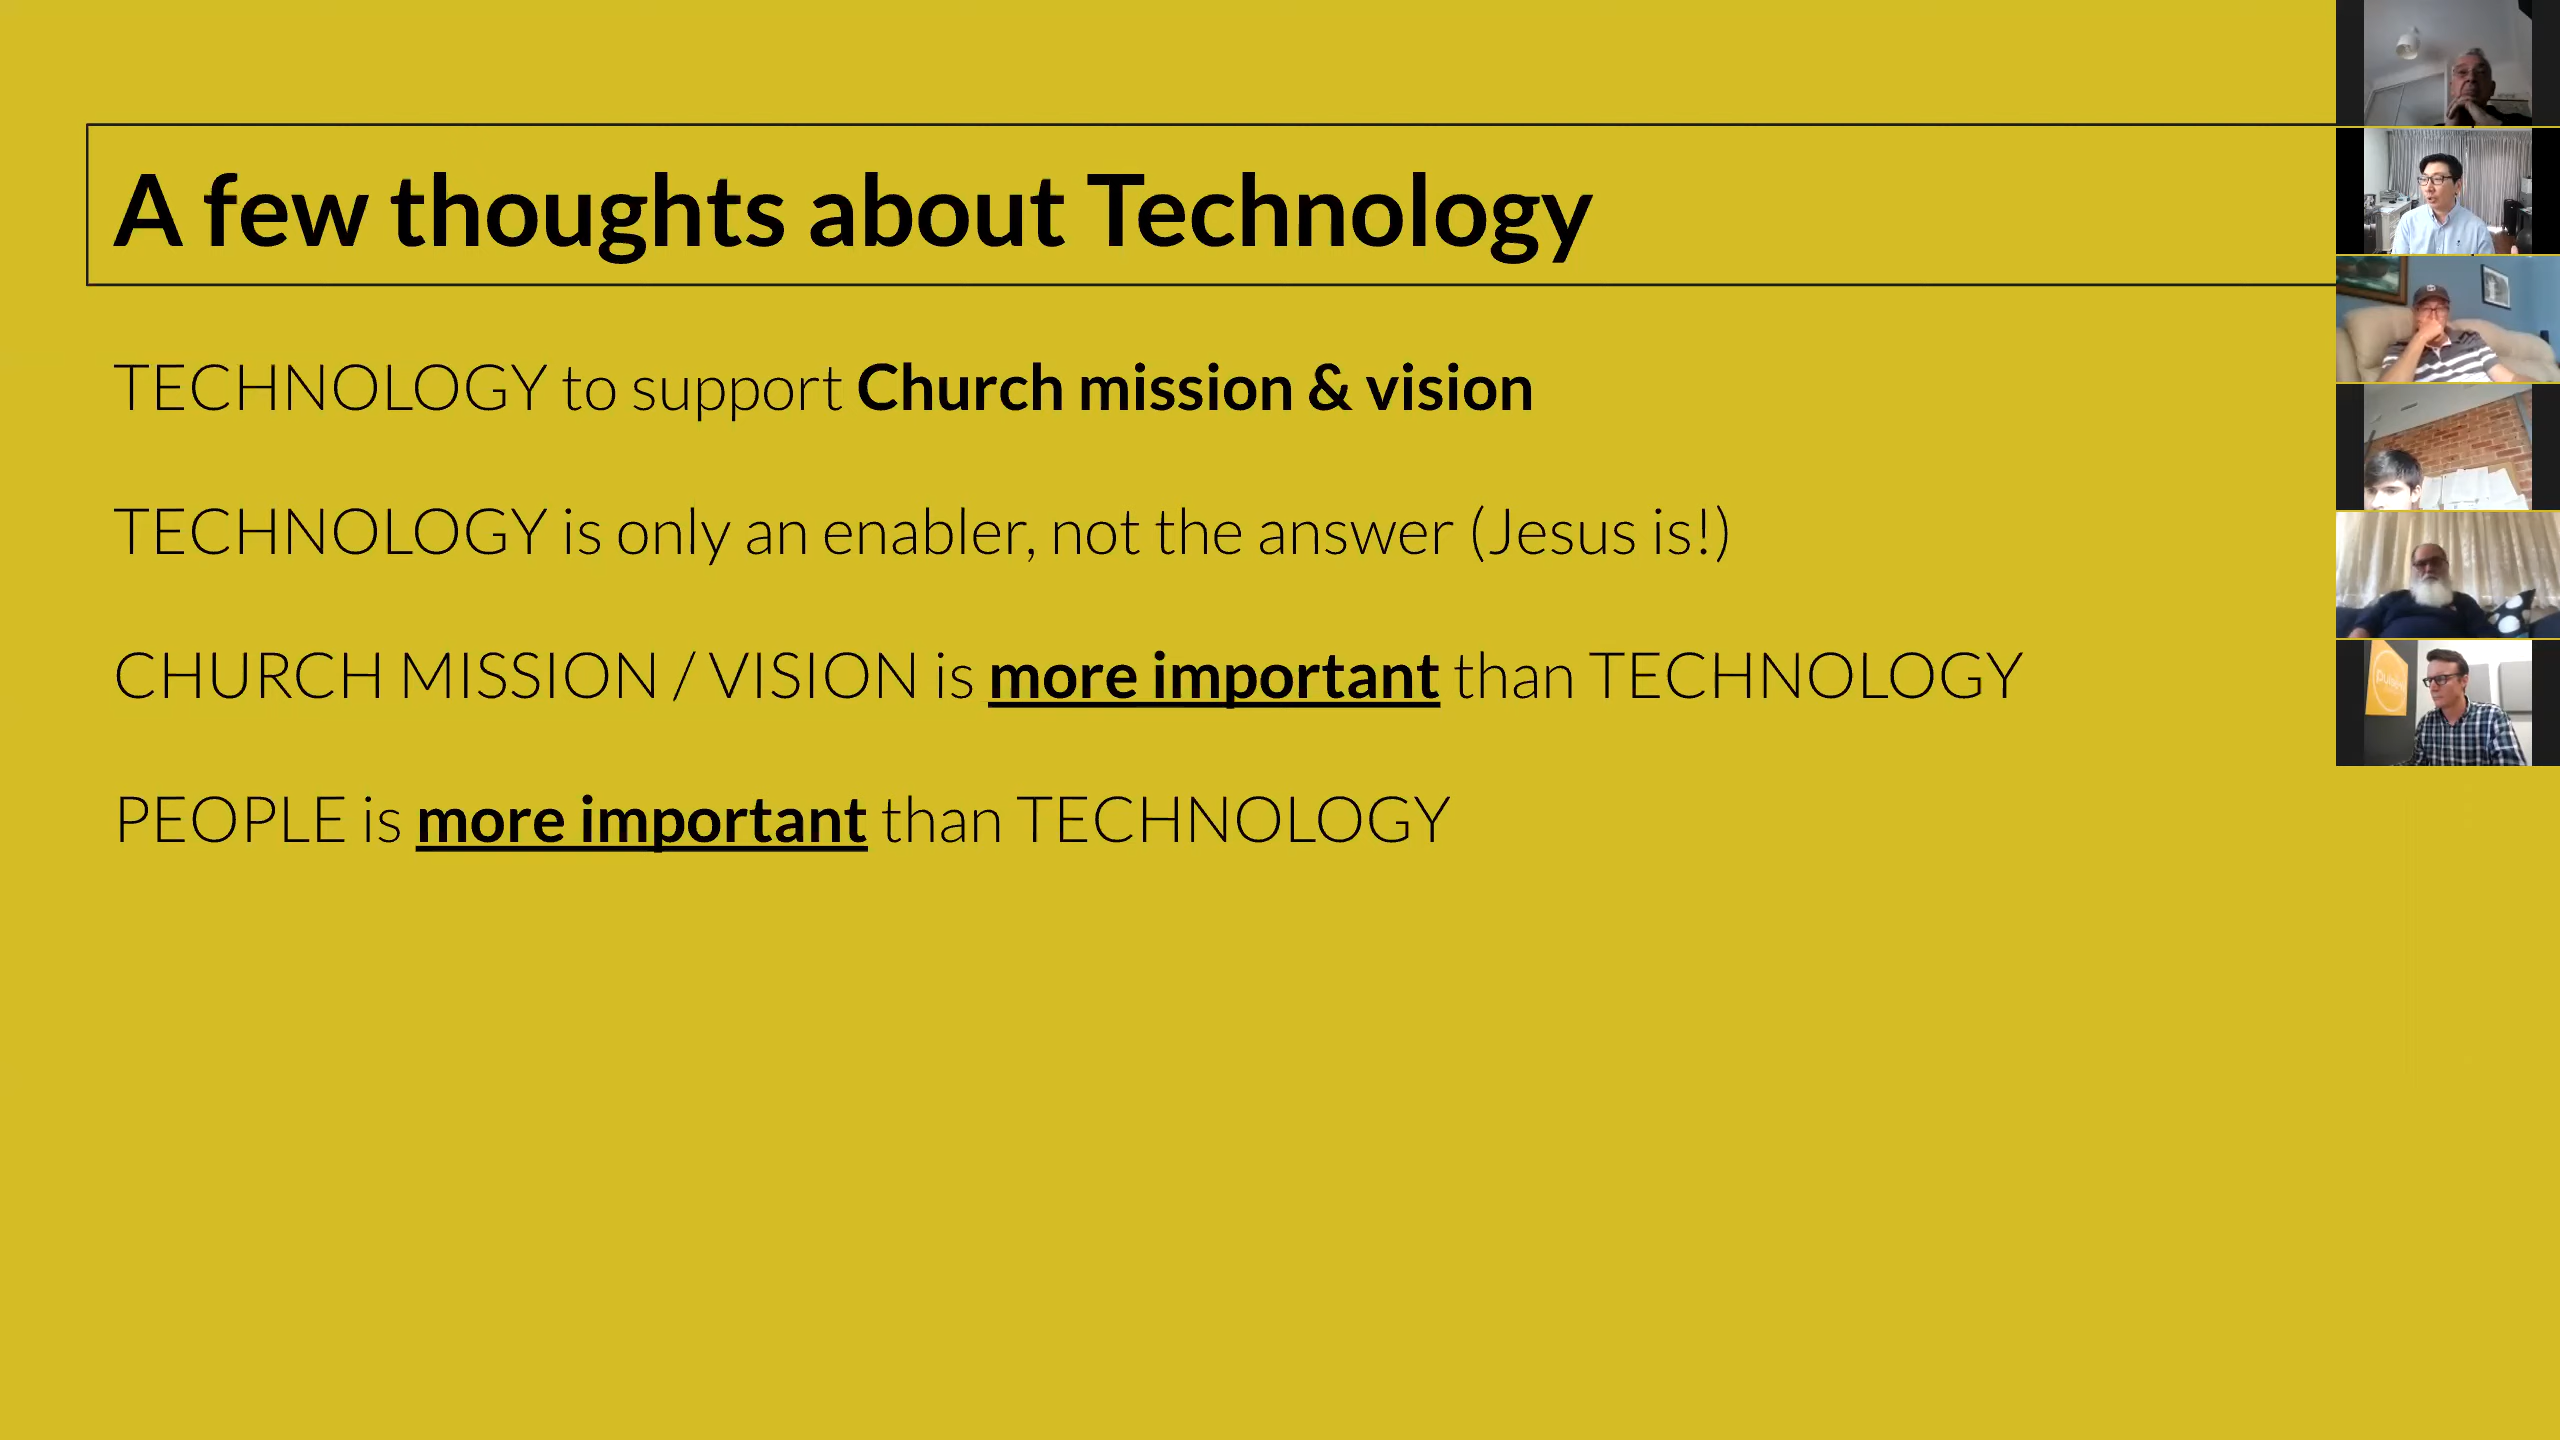 A few thoughts about Technology
TECHNOLOGY to support Church mission & vision
TECHNOLOGY is only an enabler, not the answer (Jesus is!)
CHURCH MISSION / VISION is more important than TECHNOLOGY
PEOPLE is more important than TECHNOLOGY